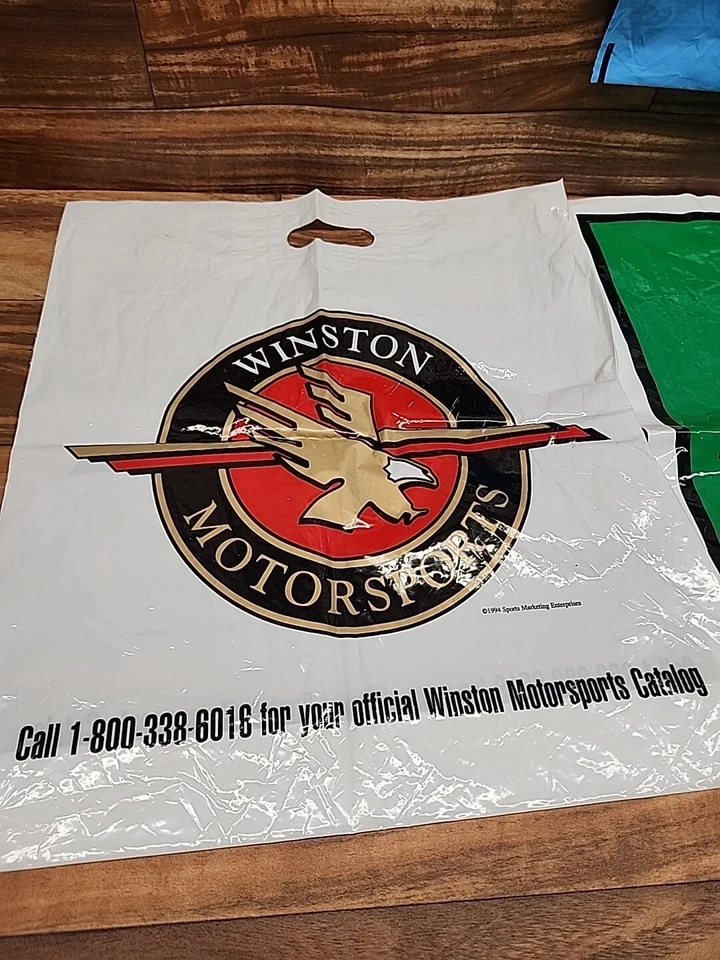 WINSTON
MOTORSPORTS
©1994 Sports Marketing Enterprises
Call 1-800-338-6016 for your official Winston Motorsports Catalog